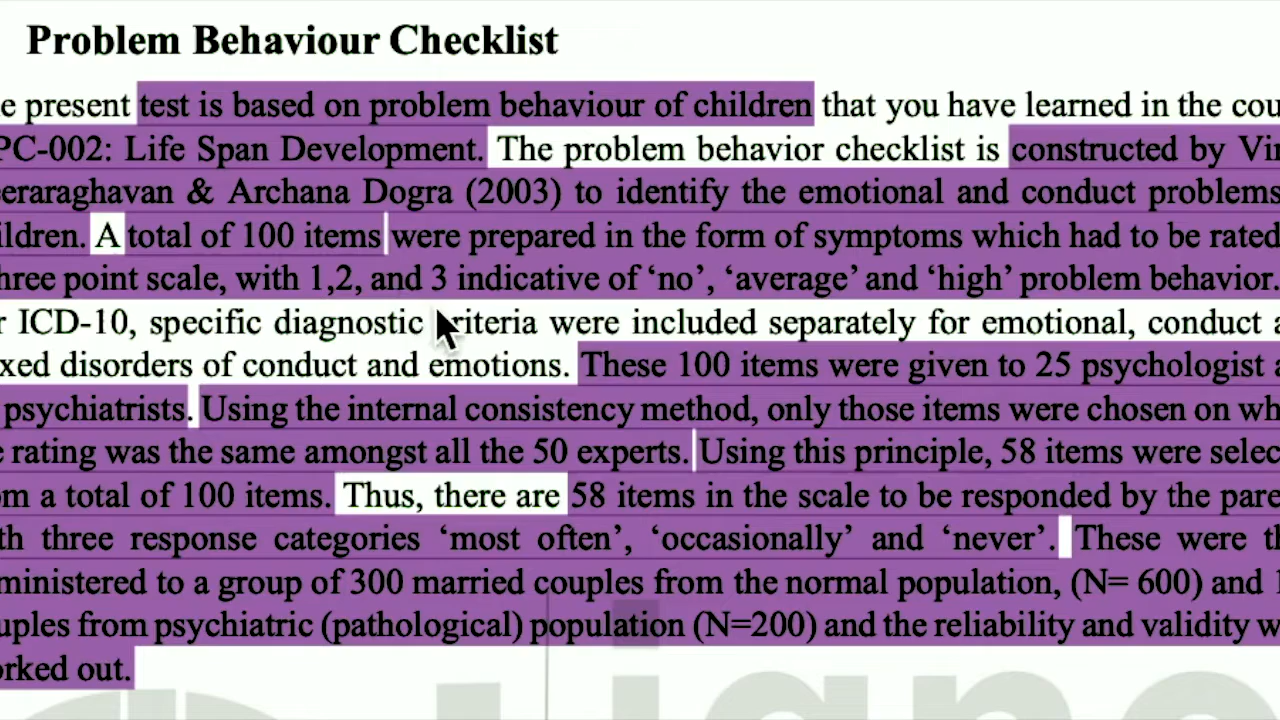 Problem Behaviour Checklist
e present test is based on problem behaviour of children that you have learned in the cou
PC-002: Life Span Development. The problem behavior checklist is constructed by Vi
eeraraghavan & Archana Dogra (2003) to identify the emotional and conduct problems
ildren. A total of 100 items were prepared in the form of symptoms which had to be rated
hree point scale, with 1,2, and 3 indicative of ‘no’, ‘average’ and ‘high’ problem behavior.
r ICD-10, specific diagnostic criteria were included separately for emotional, conduct a
xed disorders of conduct and emotions. These 100 items were given to 25 psychologist a
psychiatrists. Using the internal consistency method, only those items were chosen on wh
e rating was the same amongst all the 50 experts. Using this principle, 58 items were selec
om a total of 100 items. Thus, there are 58 items in the scale to be responded by the pare
th three response categories ‘most often’, ‘occasionally’ and ‘never’. These were th
ministered to a group of 300 married couples from the normal population, (N= 600) and 1
uples from psychiatric (pathological) population (N=200) and the reliability and validity w
orked out.